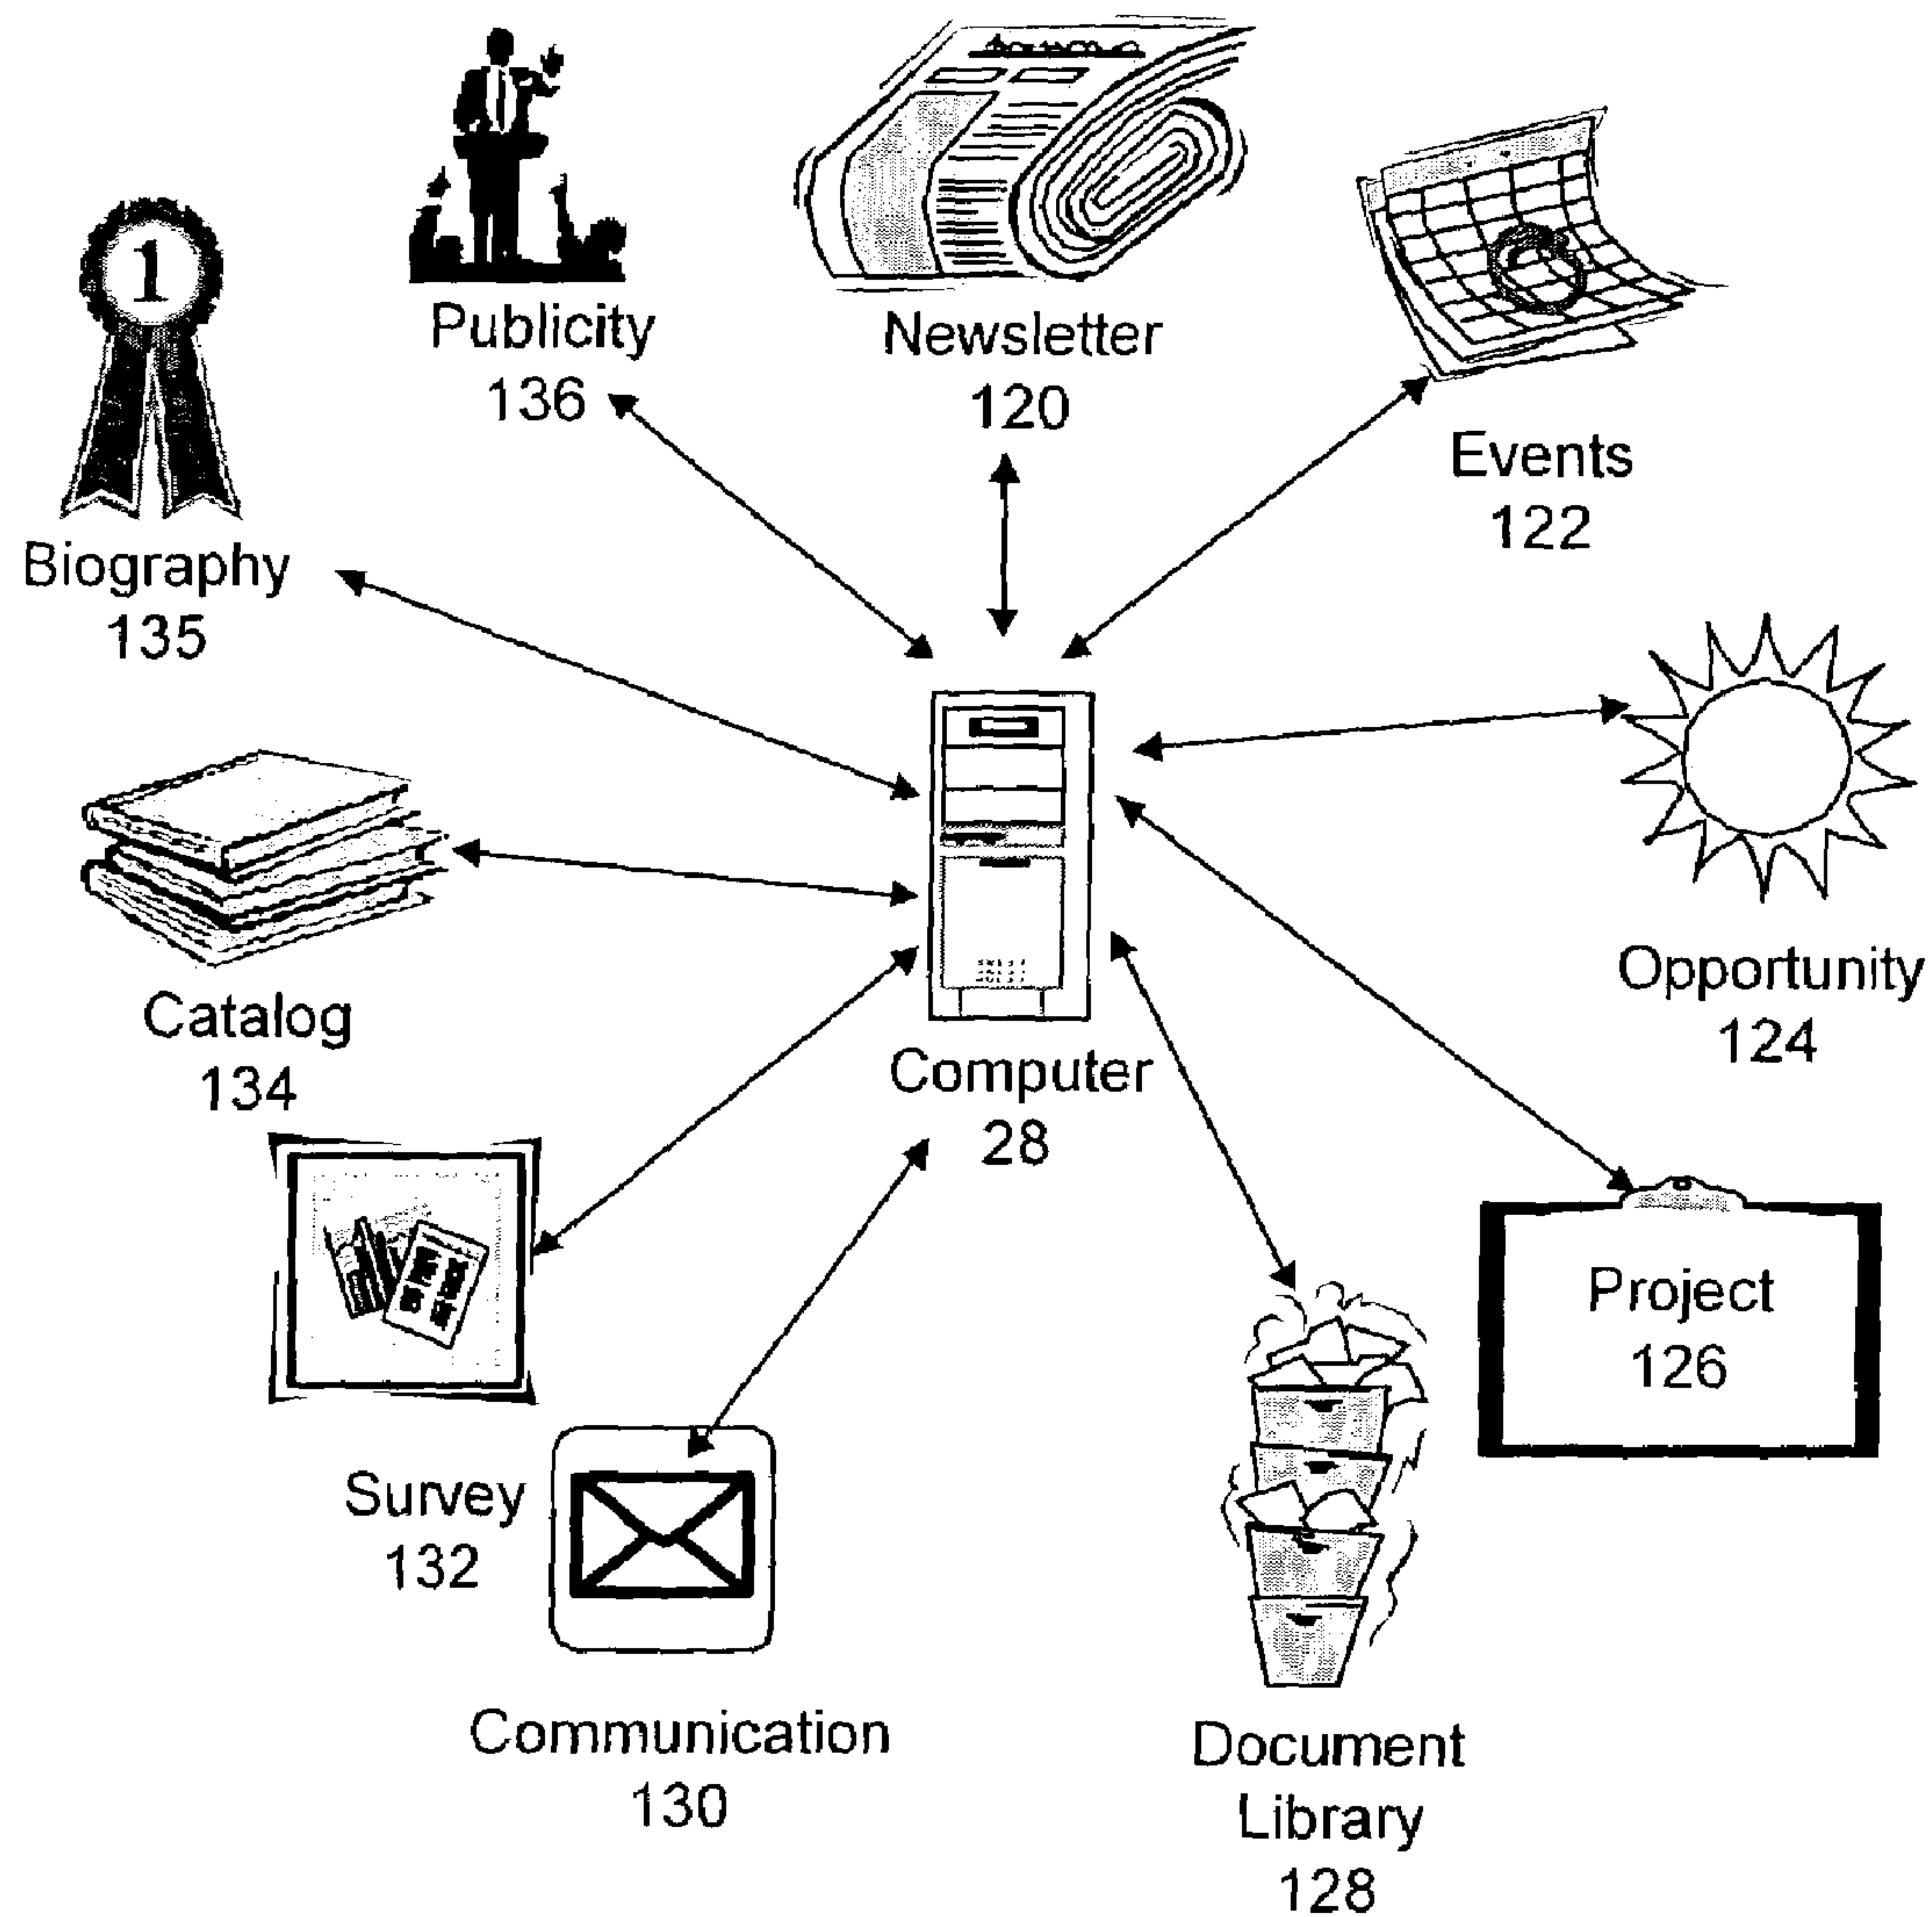 1
Publicity
136
Newsletter
120
Events
122
Biography
135
Opportunity
124
Catalog
134
Computer
28
Project
126
Survey
132
Communication
130
Document
Library
128